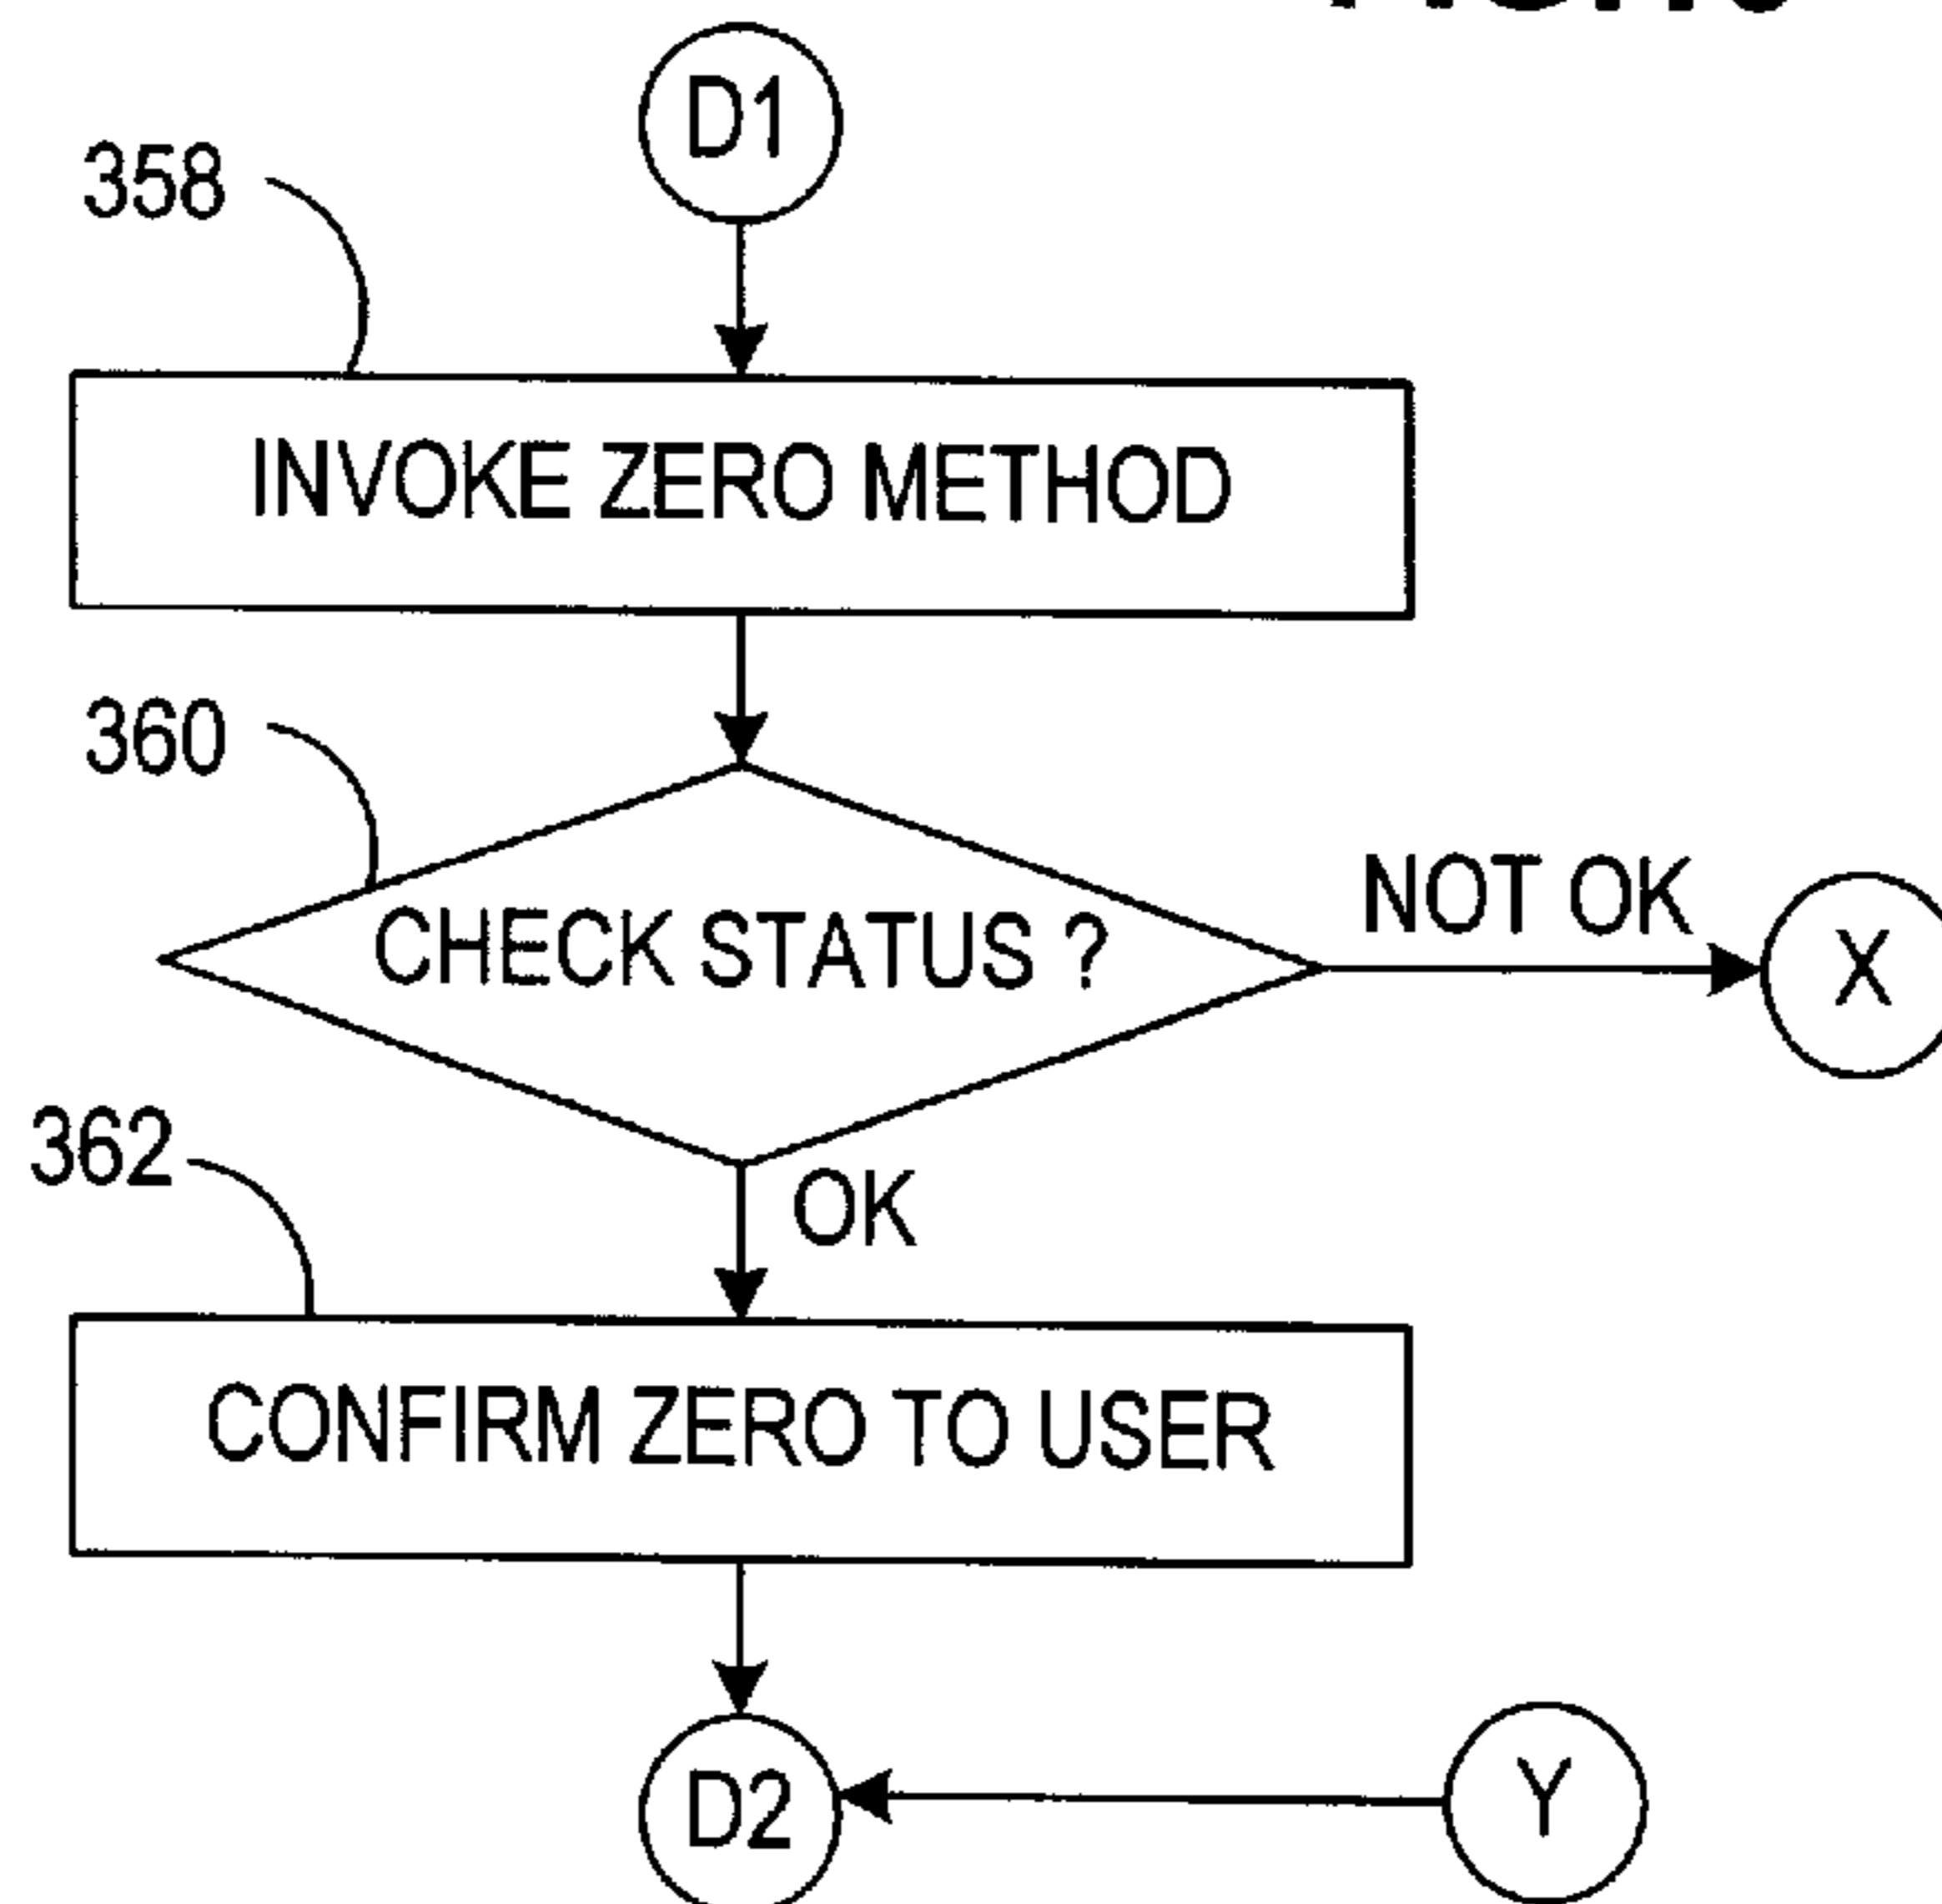 D1
358
INVOKE ZERO METHOD
360
CHECK STATUS ?
NOT OK
X
362
OK
CONFIRM ZERO TO USER
D2
Y